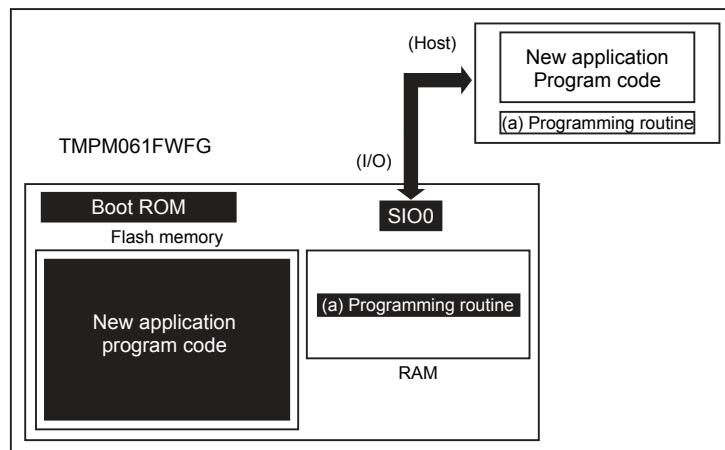 (Host)
New application
Program code
(a) Programming routine
TMPM061FWFG
(I/O)
Boot ROM
SIO0
Flash memory
New application
program code
(a) Programming routine
RAM